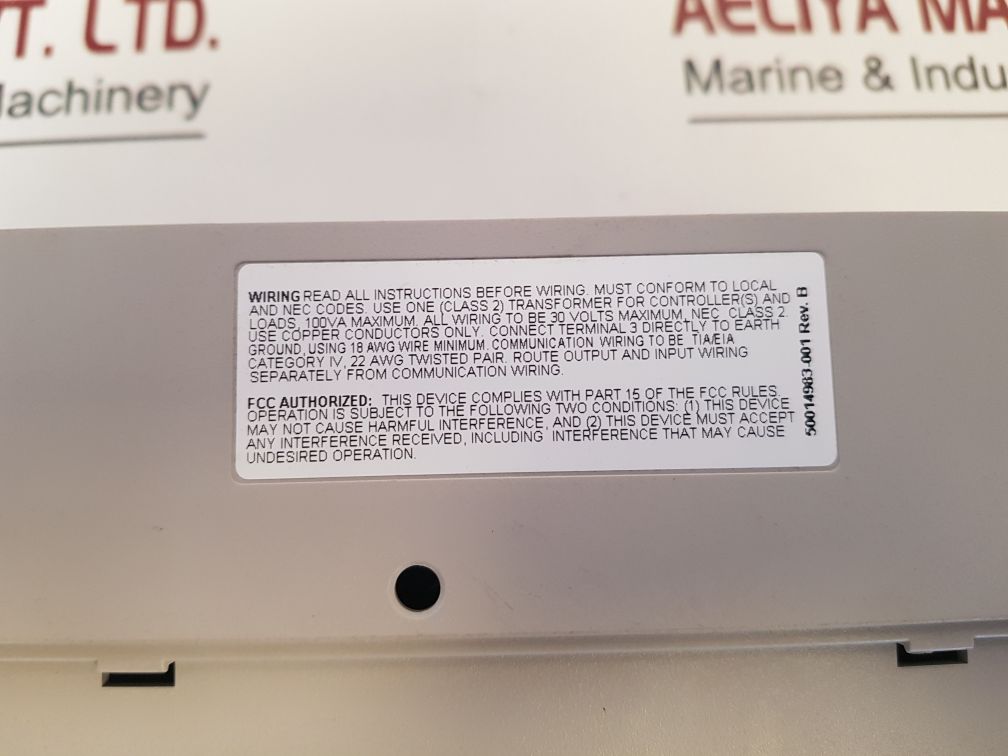 T. LTD.
achinery
AELIYA MA
Marine & Indu
WIRING READ ALL INSTRUCTIONS BEFORE WIRING. MUST CONFORM TO LOCAL
AND NEC CODES. USE ONE (CLASS 2) TRANSFORMER FOR CONTROLLER(S) AND
LOADS, 100VA MAXIMUM. ALL WIRING TO BE 30 VOLTS MAXIMUM, NEC CLASS 2.
USE COPPER CONDUCTORS ONLY. CONNECT TERMINAL 3 DIRECTLY TO EARTH
GROUND, USING 18 AWG WIRE MINIMUM. COMMUNICATION WIRING TO BE TIA/EIA
CATEGORY IV, 22 AWG TWISTED PAIR. ROUTE OUTPUT AND INPUT WIRING
SEPARATELY FROM COMMUNICATION WIRING.
FCC AUTHORIZED: THIS DEVICE COMPLIES WITH PART 15 OF THE FCC RULES.
OPERATION IS SUBJECT TO THE FOLLOWING TWO CONDITIONS: (1) THIS DEVICE
MAY NOT CAUSE HARMFUL INTERFERENCE, AND (2) THIS DEVICE MUST ACCEPT
ANY INTERFERENCE RECEIVED, INCLUDING INTERFERENCE THAT MAY CAUSE
UNDESIRED OPERATION.
50014983-001 Rev. B